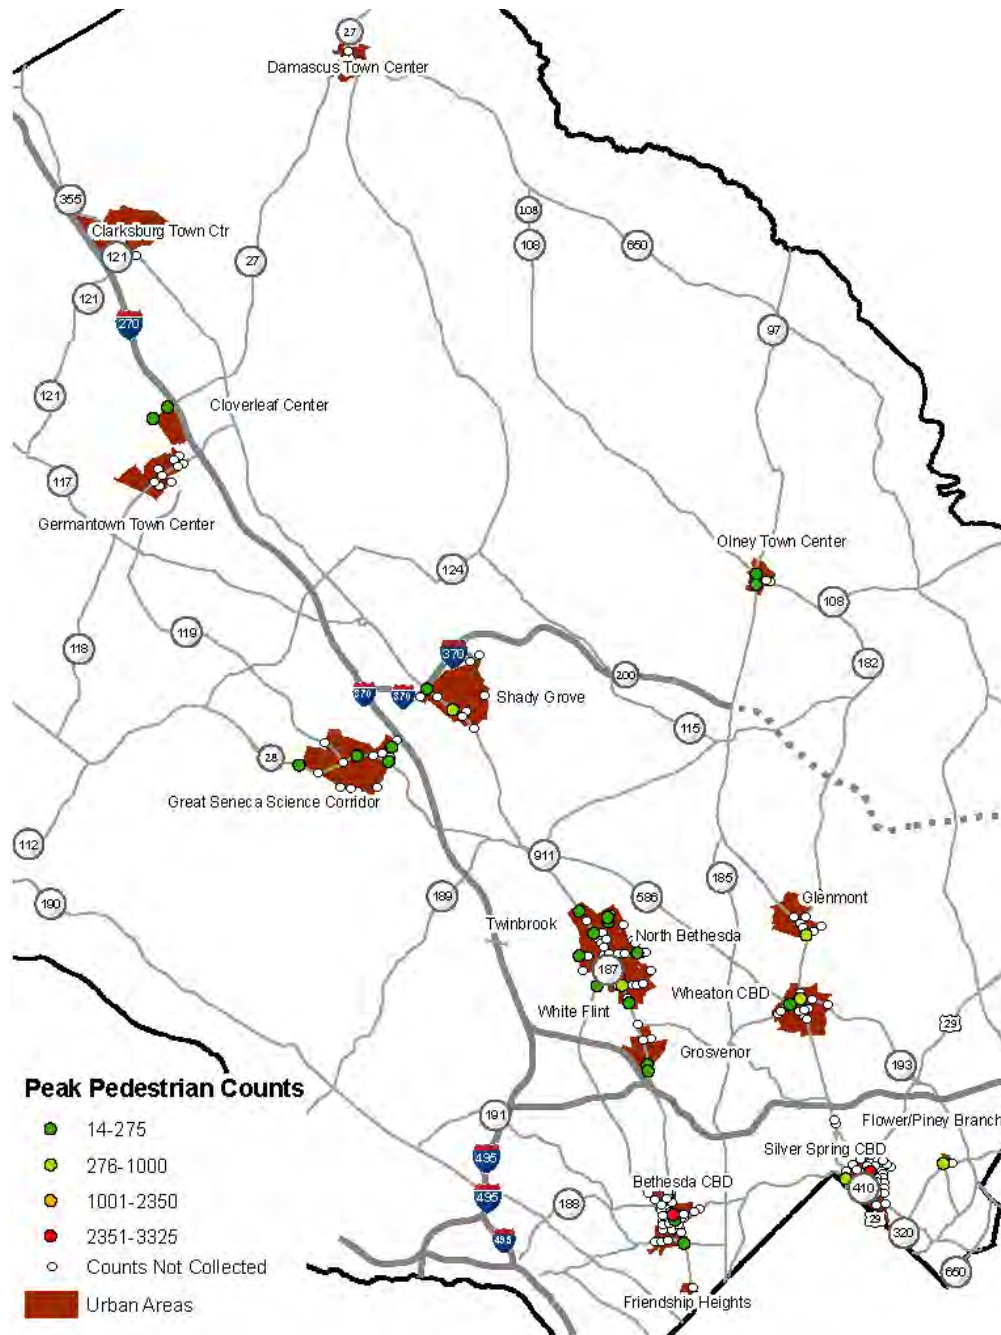 27
Damascus Town Center
355
108
Clarksburg Town Ctr
108
650
121
27
121
270
97
121
Cloverleaf Center
117
Germantown Town Center
Olney Town Center
124
108
119
118
370
182
200
370
370
Shady Grove
115
28
Great Seneca Science Corridor
112
911
185
189
586
Glenmont
190
Twinbrook
North Bethesda
187
Wheaton CBD
White Flint
29
Grosvenor
193
Peak Pedestrian Counts
191
14-275
Flower/Piney Branch
Silver Spring CBD
276-1000
495
Bethesda CBD
410
1001-2350
495
188
29
2351-3325
495
320
Counts Not Collected
650
Urban Areas
Friendship Heights